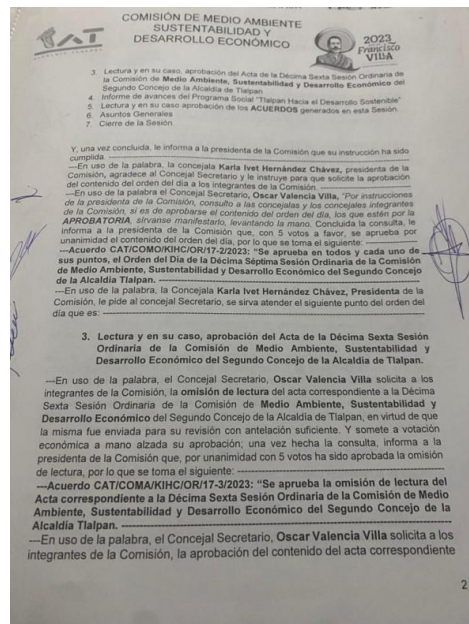 COMISIÓN DE MEDIO AMBIENTE
SUSTENTABILIDAD Y
DESARROLLO ECONÓMICO
2023
Francisco
VILLA
3. Lectura y en su caso, aprobación del Acta de la Décima Sexta Sesión Ordinaria de
la Comisión de Medio Ambiente, Sustentabilidad y Desarrollo Económico del
Segundo Concejo de la Alcaldía de Tlalpan
4. Informe de avances del Programa Social "Tlalpan Hacia el Desarrollo Sostenible"
5. Lectura y en su caso aprobación de los ACUERDOS generados en esta Sesión.
6. Asuntos Generales
7. Cierre de la Sesión.
Y, una vez concluida, le informa a la presidenta de la Comisión que su instrucción ha sido
cumplida. ---
---En uso de la palabra, la concejala Karla Ivet Hernández Chávez, presidenta de la
Comisión, agradece al Concejal Secretario y le instruye para que solicite la aprobación
del contenido del orden del día a los integrantes de la Comisión. ---
---En uso de la palabra el Concejal Secretario, Oscar Valencia Villa, "Por instrucciones
de la presidenta de Comisión, consulto a las concejalas y los concejales integrantes
de la Comisión, si es de aprobarse el contenido del orden del día, los que estén por la
APROBATORIA, sírvanse manifestarlo, levantando la mano. Concluida la consulta, le
informa a la presidenta de la Comisión que, con 5 votos a favor, se aprueba por
unanimidad el contenido del orden del día, por lo que se toma el siguiente: ---
---Acuerdo CAT/COMA/KIHC/OR/17-2/2023: "Se aprueba en todos y cada uno de
sus puntos, el Orden del Día de la Décima Séptima Sesión Ordinaria de la Comisión
de Medio Ambiente, Sustentabilidad y Desarrollo Económico del Segundo Concejo
de la Alcaldía Tlalpan. ---
---En uso de la palabra, la Concejala Karla Ivet Hernández Chávez, Presidenta de la
Comisión, le pide al concejal Secretario, se sirva atender el siguiente punto del orden del
día que es: ---
3. Lectura y en su caso, aprobación del Acta de la Décima Sexta Sesión
Ordinaria de la Comisión de Medio Ambiente, Sustentabilidad y
Desarrollo Económico del Segundo Concejo de la Alcaldía de Tlalpan.
---En uso de la palabra, el Concejal Secretario, Oscar Valencia Villa solicita a los
integrantes de la Comisión, la omisión de lectura del acta correspondiente a la Décima
Sexta Sesión Ordinaria de la Comisión de Medio Ambiente, Sustentabilidad y
Desarrollo Económico del Segundo Concejo de la Alcaldía de Tlalpan, en virtud de que
la misma fue enviada para su revisión con antelación suficiente. Y somete a votación
económica a mano alzada su aprobación; una vez hecha la consulta, informa a la
presidenta de la Comisión que, por unanimidad con 5 votos ha sido aprobada la omisión
de lectura, por lo que se toma el siguiente: ---
---Acuerdo CAT/COMA/KIHC/OR/17-3/2023: "Se aprueba la omisión de lectura del
Acta correspondiente a la Décima Sexta Sesión Ordinaria de la Comisión de Medio
Ambiente, Sustentabilidad y Desarrollo Económico del Segundo Concejo de la
Alcaldía Tlalpan. ---
---En uso de la palabra, el Concejal Secretario, Oscar Valencia Villa solicita a los
integrantes de la Comisión, la aprobación del contenido del acta correspondiente
2